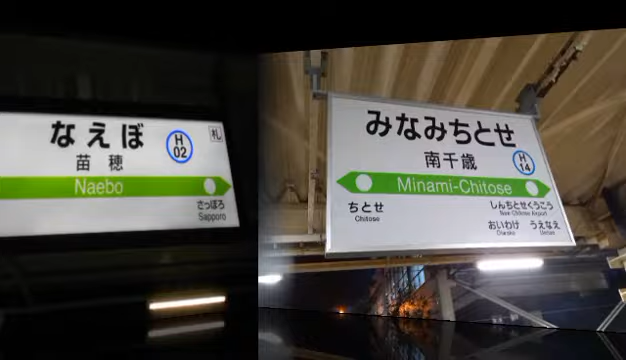 なえぼ
H
02
札
苗穂
Naebo
さっぽろ
Sapporo
みなみちとせ
南千歳
H
14
Minami-Chitose
ちとせ
Chitose
しんちとせくうこう
New Chitose Airport
おいわけ うえなえ
Oiwake Uenae